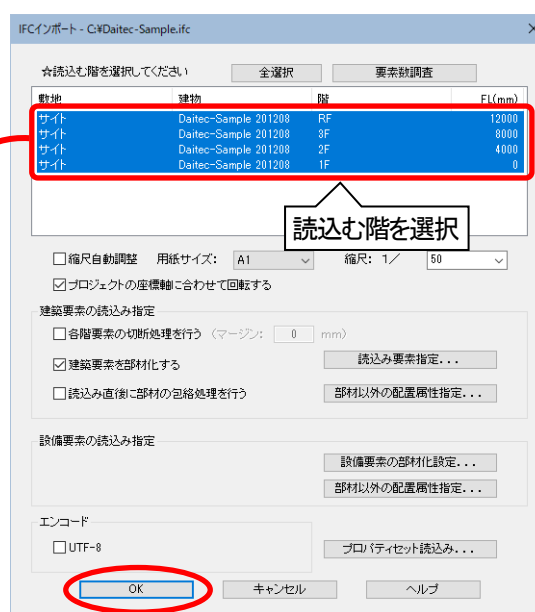 IFCインポート - C:¥Daitec-Sample.ifc
☆読込む階を選択してください 全選択 要素数調査
敷地 建物 階 FL(mm)
サイト Daitec-Sample 201208 RF 12000
サイト Daitec-Sample 201208 3F 8000
サイト Daitec-Sample 201208 2F 4000
サイト Daitec-Sample 201208 1F 0
読込む階を選択
縮尺自動調整 用紙サイズ: A1 縮尺: 1／ 50
プロジェクトの座標軸に合わせて回転する
建築要素の読込み指定
各階要素の切断処理を行う （マージン: 0 mm）
建築要素を部材化する 読込み要素指定...
読込み直後に部材の包絡処理を行う 部材以外の配置属性指定...
設備要素の読込み指定
設備要素の部材化設定...
部材以外の配置属性指定...
エンコード
UTF-8 プロパティセット読込み...
OK キャンセル ヘルプ